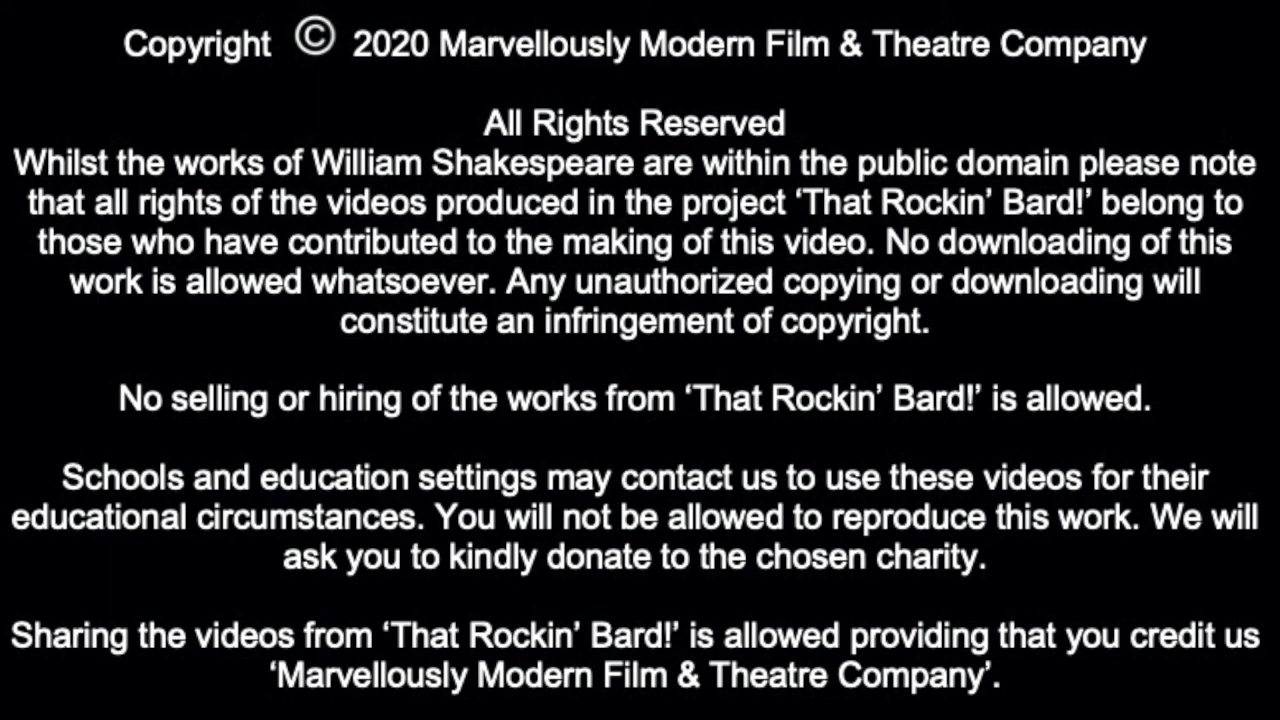 Copyright © 2020 Marvellously Modern Film & Theatre Company
All Rights Reserved
Whilst the works of William Shakespeare are within the public domain please note
that all rights of the videos produced in the project ‘That Rockin’ Bard!’ belong to
those who have contributed to the making of this video. No downloading of this
work is allowed whatsoever. Any unauthorized copying or downloading will
constitute an infringement of copyright.
No selling or hiring of the works from ‘That Rockin’ Bard!’ is allowed.
Schools and education settings may contact us to use these videos for their
educational circumstances. You will not be allowed to reproduce this work. We will
ask you to kindly donate to the chosen charity.
Sharing the videos from ‘That Rockin’ Bard!’ is allowed providing that you credit us
‘Marvellously Modern Film & Theatre Company’.